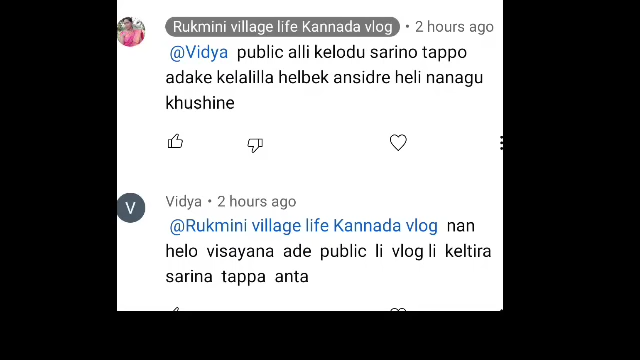 Rukmini village life Kannada vlog • 2 hours ago
@Vidya public alli kelodu sarino tappo
adake kelalilla helbek ansidre heli nanagu
khushine
V
Vidya • 2 hours ago
@Rukmini village life Kannada vlog nan
helo visayana ade public li vlog li keltira
sarina tappa anta